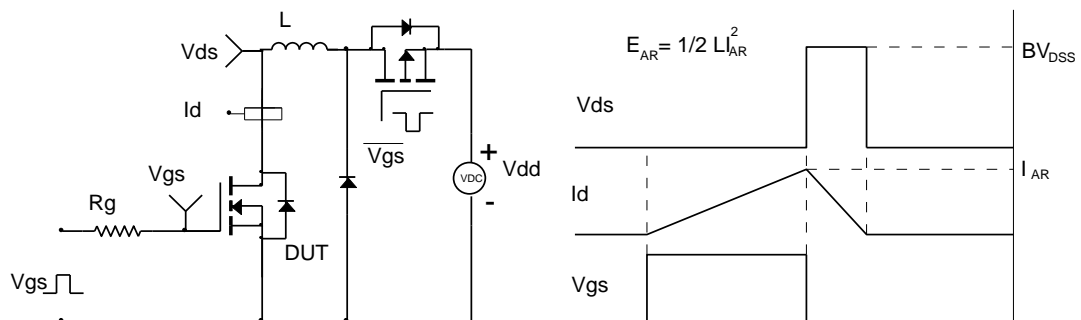 L
Vds
Id
Vgs
Vgs
+
VDC
Vdd
-
Rg
DUT
Vgs
E_AR = 1/2 LI_AR^2
BV_DSS
Vds
I_AR
Id
Vgs